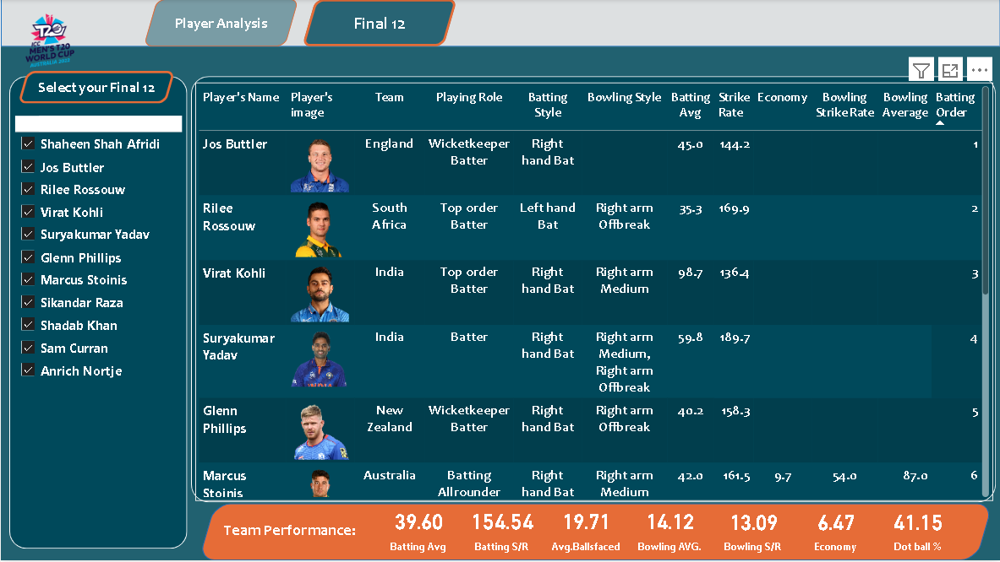 Player Analysis
Final 12
T20
ICC
MEN'S T20
WORLD CUP
AUSTRALIA 2022
Select your Final 12
Shaheen Shah Afridi
Jos Buttler
Rilee Rossouw
Virat Kohli
Suryakumar Yadav
Glenn Phillips
Marcus Stoinis
Sikandar Raza
Shadab Khan
Sam Curran
Anrich Nortje
Player's Name Player's Team Playing Role Batting Bowling Style Batting Strike Economy Bowling Bowling Batting
image Style Avg Rate Strike Rate Average Order
Jos Buttler England Wicketkeeper Right 45.0 144.2 1
Batter hand Bat
Rilee South Top order Left hand Right arm 35.3 169.9 2
Rossouw Africa Batter Bat Offbreak
Virat Kohli India Top order Right Right arm 98.7 136.4 3
Batter hand Bat Medium
Suryakumar India Batter Right Right arm 59.8 189.7 4
Yadav hand Bat Medium,
Right arm
Offbreak
INDIA
Glenn New Wicketkeeper Right Right arm 40.2 158.3 5
Phillips Zealand Batter hand Bat Offbreak
Marcus Australia Batting Right Right arm 42.0 161.5 9.7 54.0 87.0 6
Stoinis Allrounder hand Bat Medium
Team Performance: 39.60 154.54 19.71 14.12 13.09 6.47 41.15
Batting Avg Batting S/R Avg.Ballsfaced Bowling AVG. Bowling S/R Economy Dot ball %